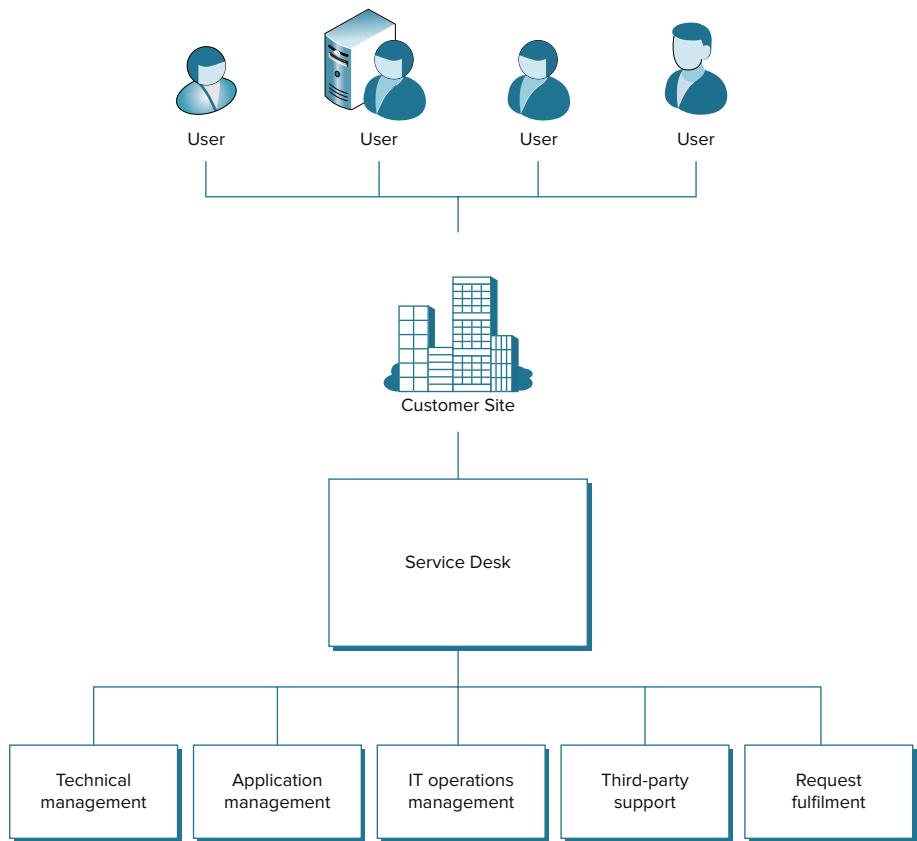 User
User
User
User
Customer Site
Service Desk
Technical
management
Application
management
IT operations
management
Third-party
support
Request
fulfilment